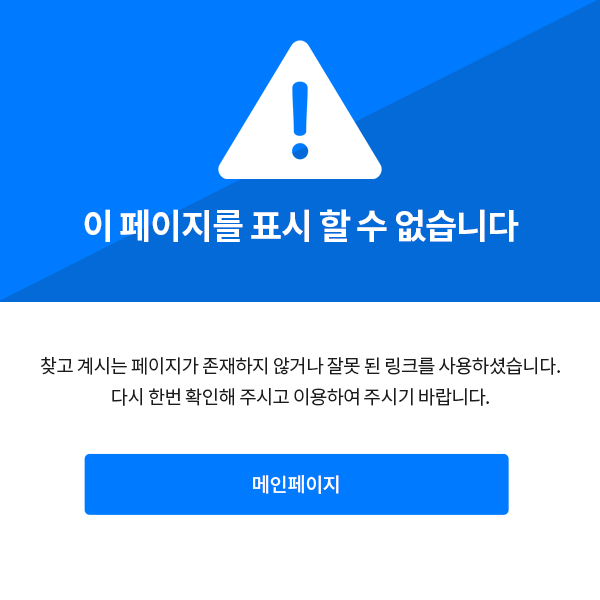 이 페이지를 표시 할 수 없습니다
찾고 계시는 페이지가 존재하지 않거나 잘못 된 링크를 사용하셨습니다.
다시 한번 확인해 주시고 이용하여 주시기 바랍니다.
메인페이지